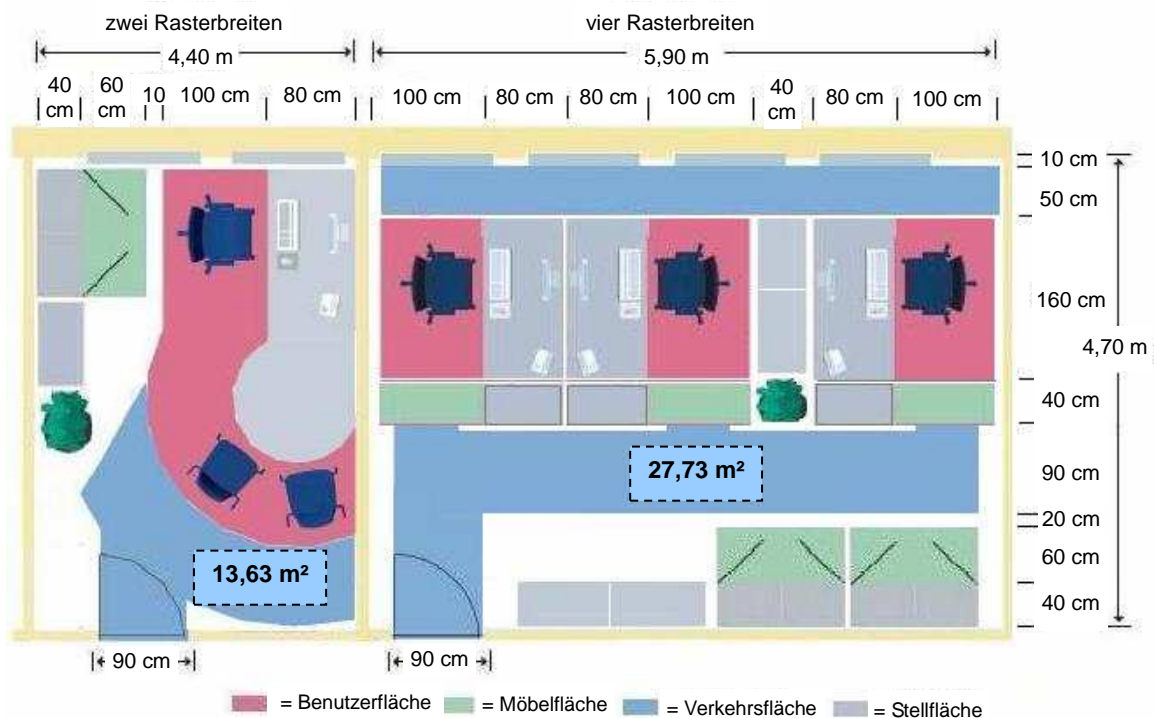 zwei Rasterbreiten
vier Rasterbreiten
4,40 m
5,90 m
40 cm
60 cm
10
100 cm
80 cm
100 cm
80 cm
80 cm
100 cm
40 cm
80 cm
100 cm
10 cm
50 cm
160 cm
4,70 m
40 cm
90 cm
27,73 m²
20 cm
60 cm
13,63 m²
40 cm
90 cm
90 cm
= Benutzerfläche
= Möbelfläche
= Verkehrsfläche
= Stellfläche